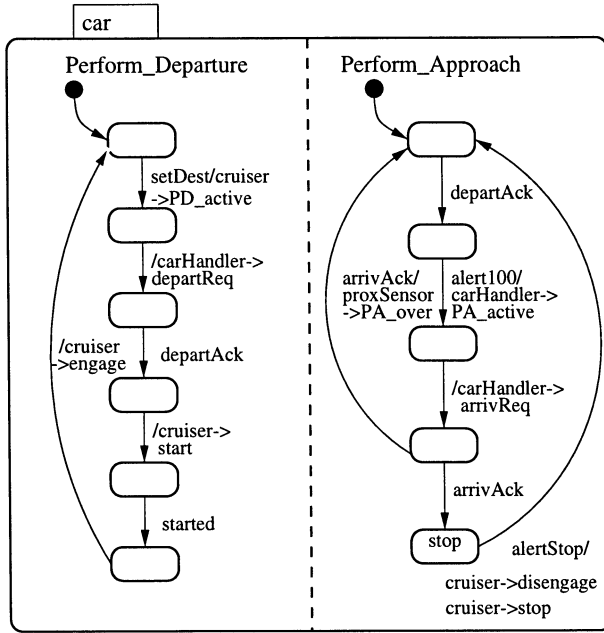 car
Perform_Departure
setDest/cruiser
->PD_active
/carHandler->
departReq
/cruiser
->engage
departAck
/cruiser->
start
started
Perform_Approach
departAck
arrivAck/
proxSensor
->PA_over
alert100/
carHandler->
PA_active
/carHandler->
arrivReq
arrivAck
stop
alertStop/
cruiser->disengage
cruiser->stop